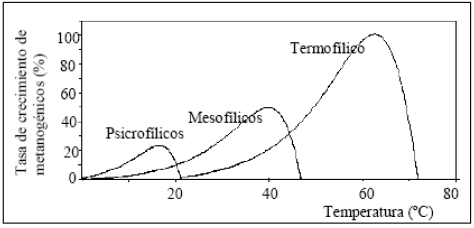 Tasa de crecimiento de
metanogénicos (%)
100
80
60
40
20
0
Termofílico
Mesofílicos
Psicrofílicos
20
40
60
80
Temperatura (ºC)